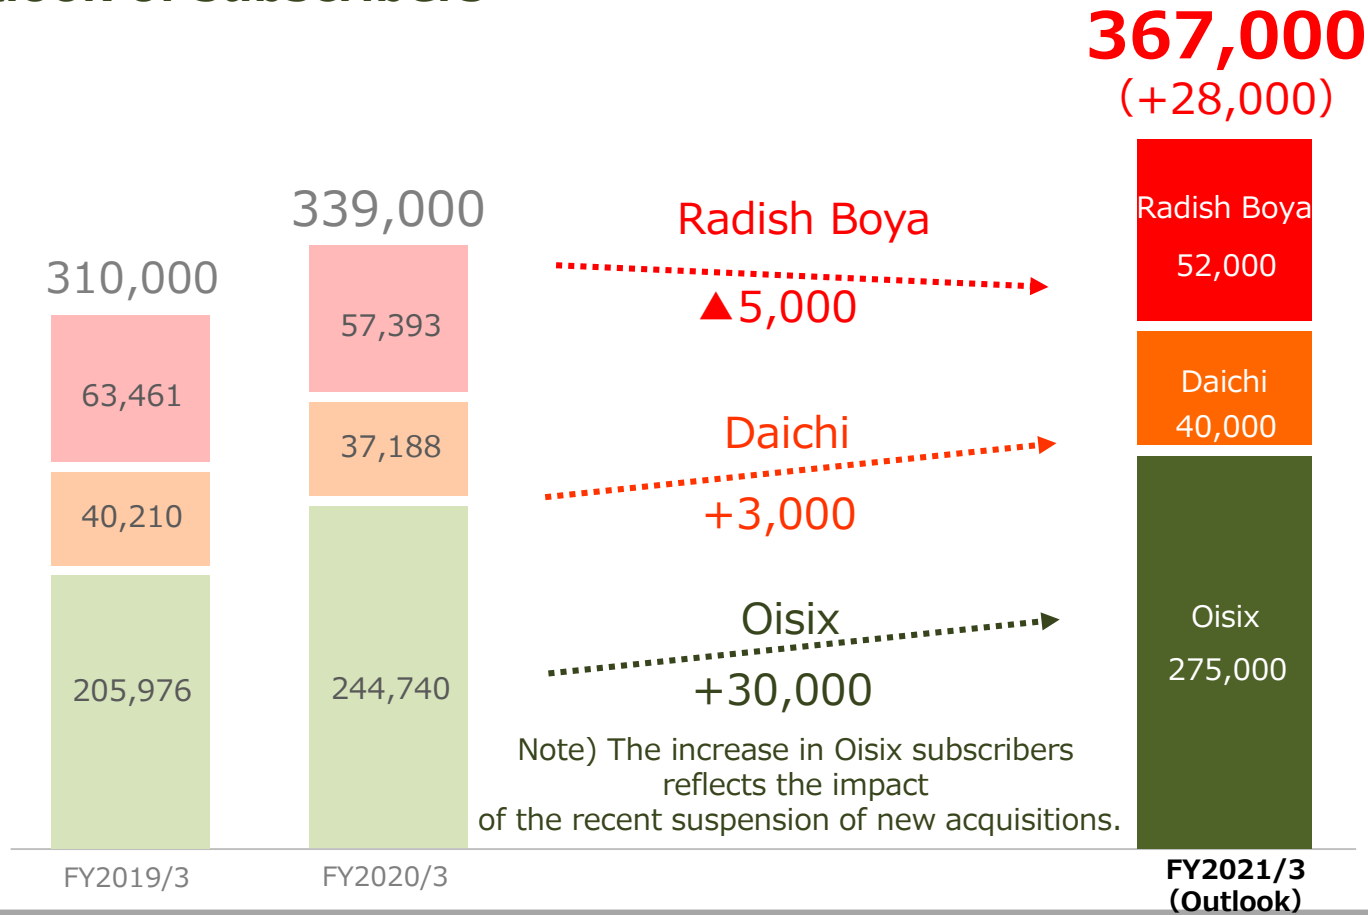 of Subscribers
367,000
（+28,000）
339,000
310,000
Radish Boya
▲5,000
Radish Boya
52,000
57,393
63,461
Daichi
+3,000
Daichi
40,000
37,188
40,210
Oisix
+30,000
Oisix
275,000
244,740
205,976
Note) The increase in Oisix subscribers
reflects the impact
of the recent suspension of new acquisitions.
FY2019/3
FY2020/3
FY2021/3
（Outlook）